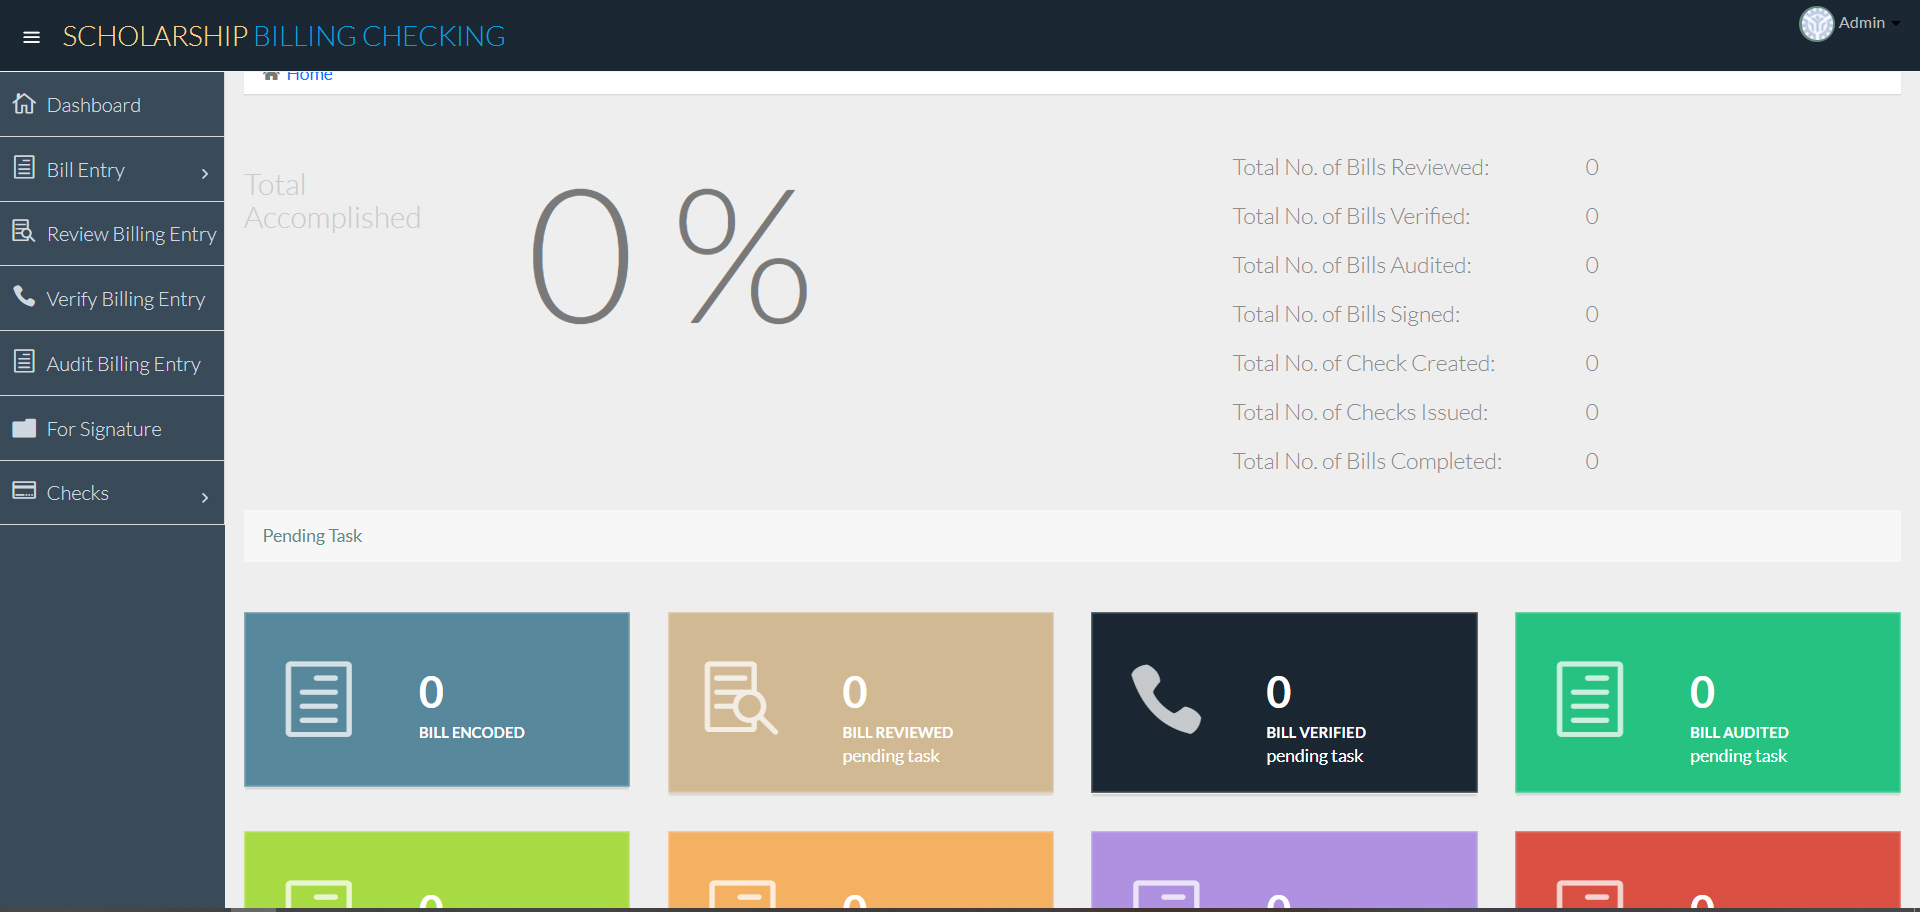 SCHOLARSHIP BILLING CHECKING
Admin
Home
Dashboard
Bill Entry
Review Billing Entry
Verify Billing Entry
Audit Billing Entry
For Signature
Checks
Total
Accomplished
0 %
Total No. of Bills Reviewed: 0
Total No. of Bills Verified: 0
Total No. of Bills Audited: 0
Total No. of Bills Signed: 0
Total No. of Check Created: 0
Total No. of Checks Issued: 0
Total No. of Bills Completed: 0
Pending Task
0
BILL ENCODED
0
BILL REVIEWED
pending task
0
BILL VERIFIED
pending task
0
BILL AUDITED
pending task
0
0
0
0